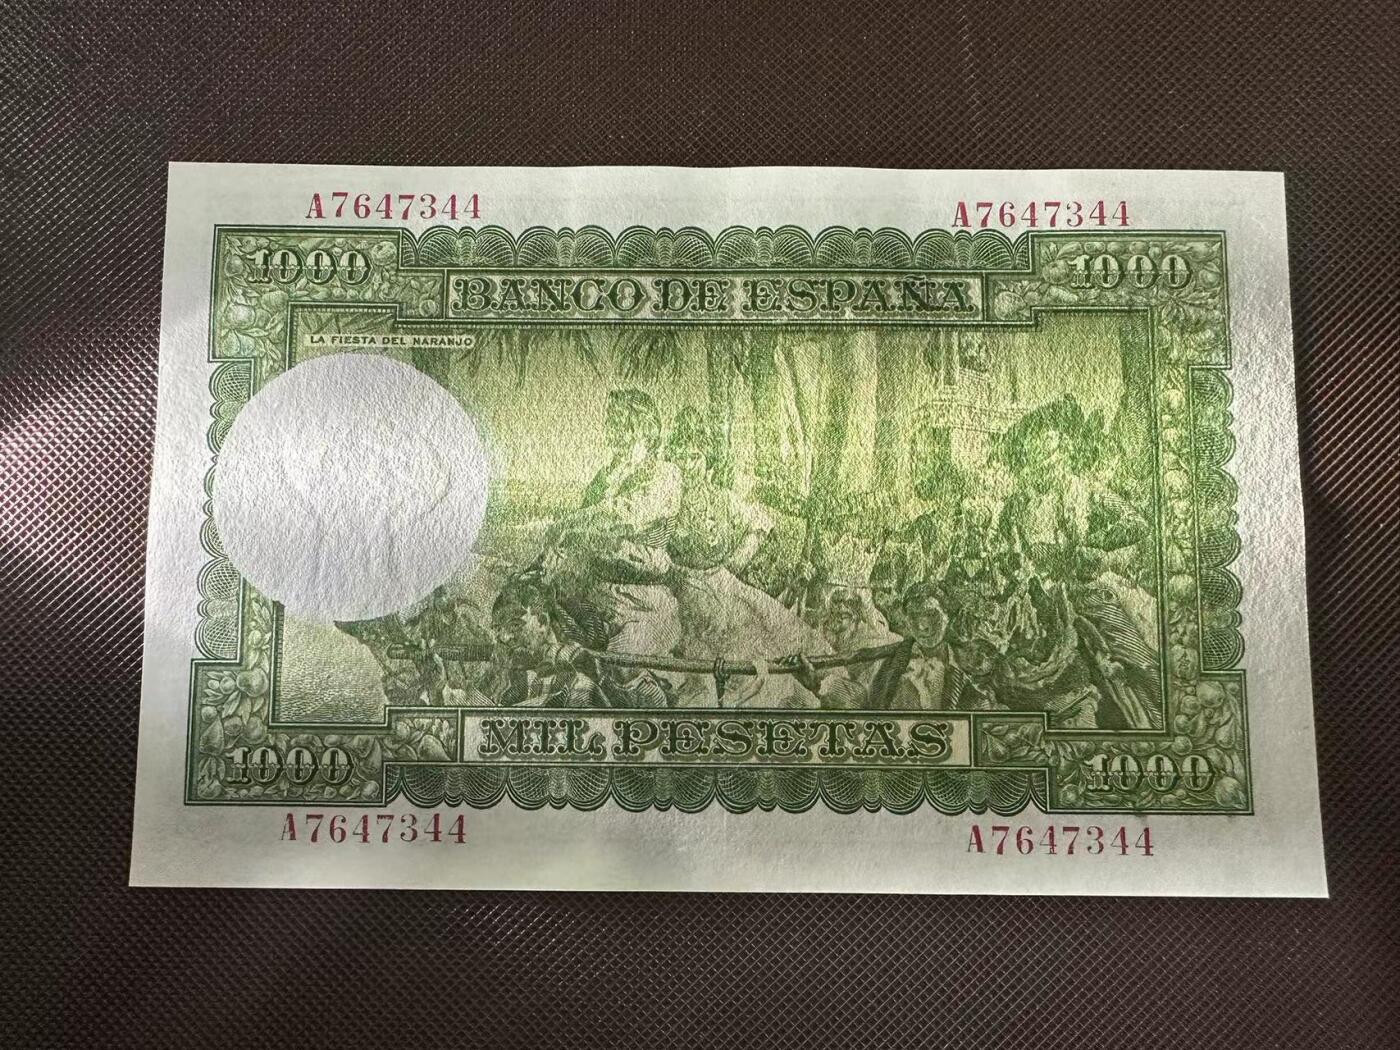 A7647344 A7647344
1000 1000
BANCO DE ESPAÑA
LA FIESTA DEL NARANJO
MIL PESETAS
1000 1000
A7647344 A7647344